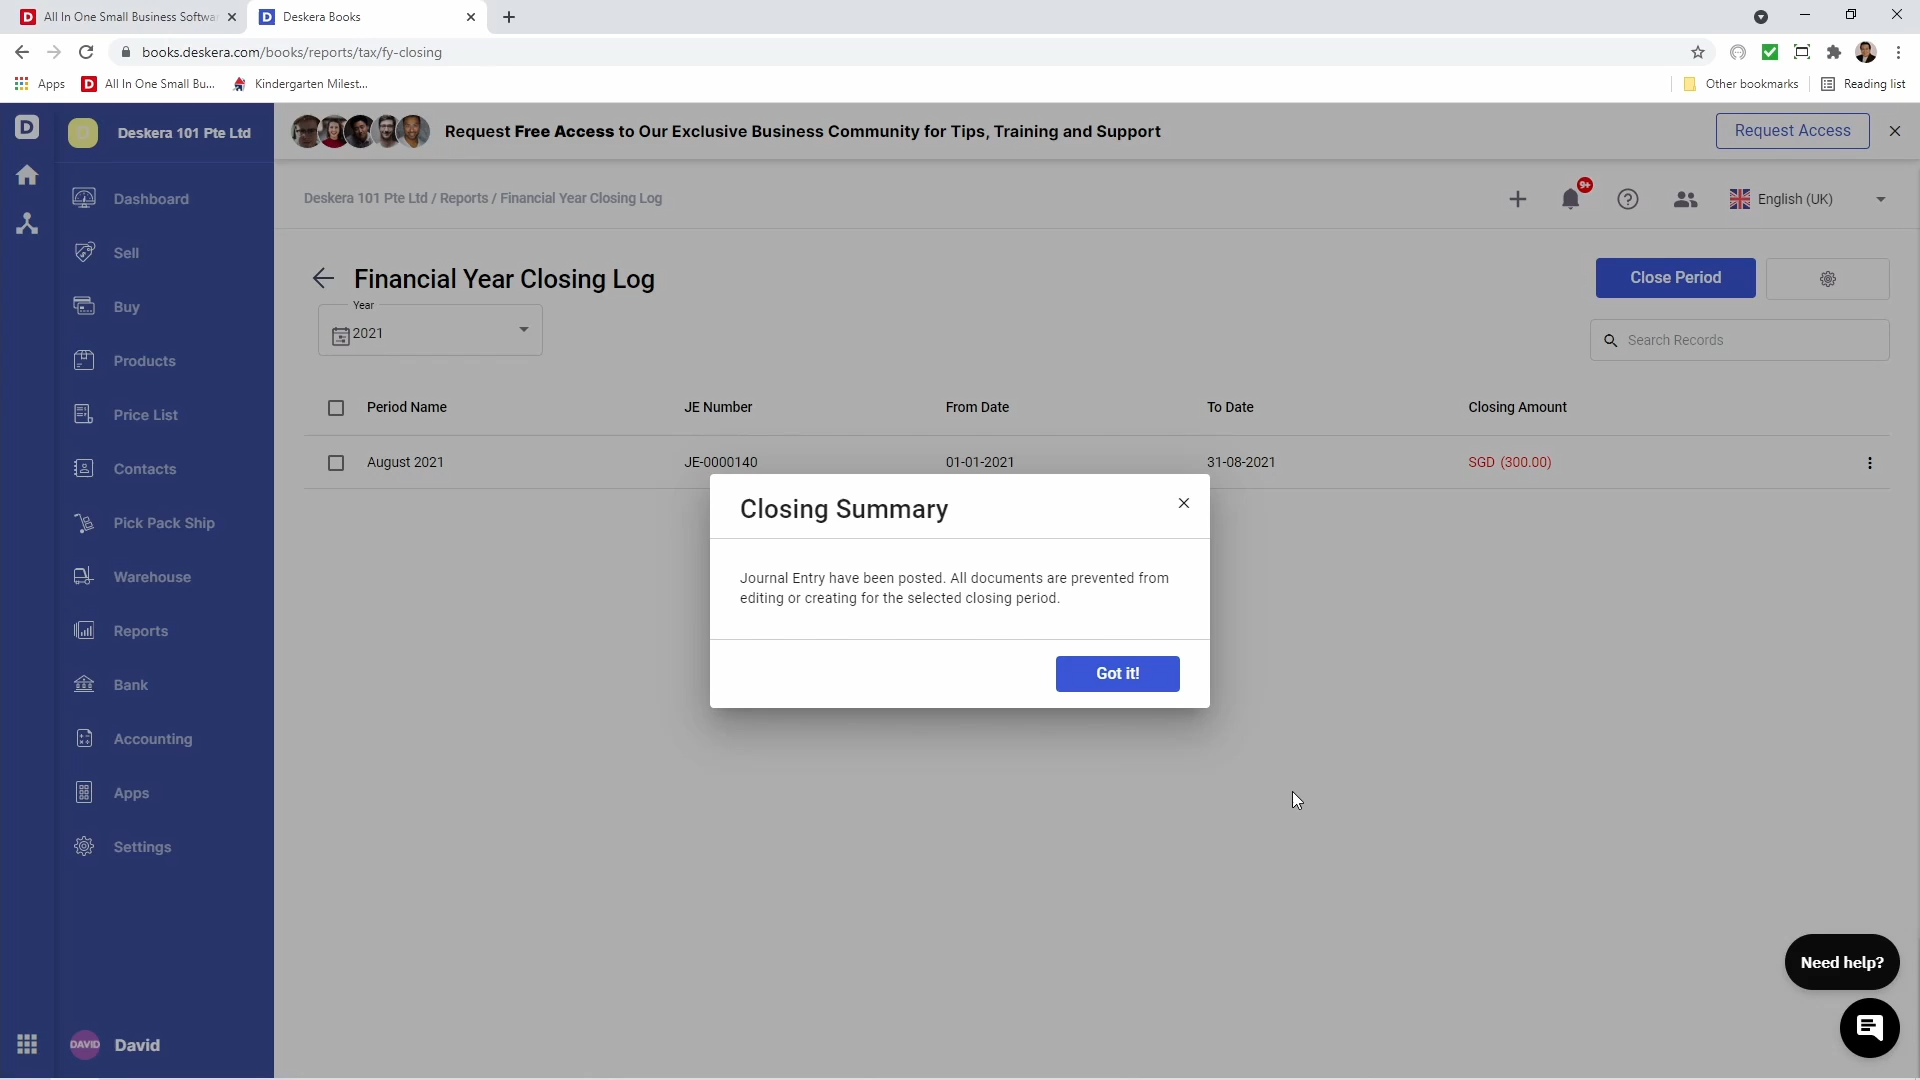 All In One Small Business Softwa
Deskera Books
books.deskera.com/books/reports/tax/fy-closing
Apps
All In One Small Bu...
Kindergarten Milest...
Other bookmarks
Reading list
Deskera 101 Pte Ltd
Request Free Access to Our Exclusive Business Community for Tips, Training and Support
Request Access
Deskera 101 Pte Ltd / Reports / Financial Year Closing Log
9+
English (UK)
Dashboard
Sell
Buy
Products
Price List
Contacts
Pick Pack Ship
Warehouse
Reports
Bank
Accounting
Apps
Settings
DAVID
David
Financial Year Closing Log
Close Period
Year
2021
Search Records
Period Name JE Number From Date To Date Closing Amount
August 2021 JE-0000140 01-01-2021 31-08-2021 SGD (300.00)
Closing Summary
Journal Entry have been posted. All documents are prevented from
editing or creating for the selected closing period.
Got it!
Need help?